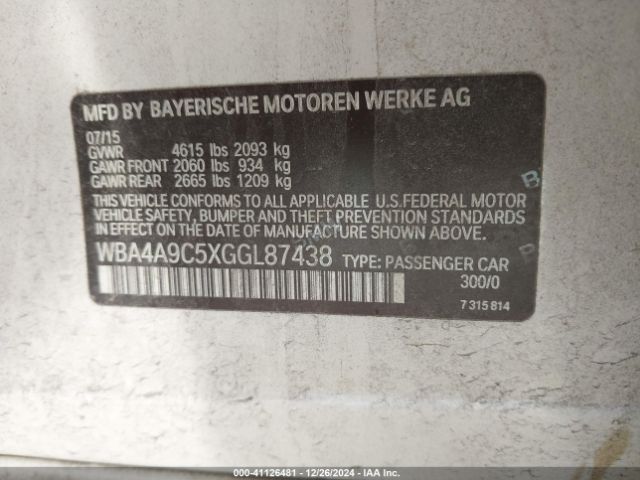 MFD BY BAYERISCHE MOTOREN WERKE AG
07/15
GVWR 4615 lbs 2093 kg
GAWR FRONT 2060 lbs 934 kg
GAWR REAR 2665 lbs 1209 kg
THIS VEHICLE CONFORMS TO ALL APPLICABLE U.S.FEDERAL MOTOR
VEHICLE SAFETY, BUMPER AND THEFT PREVENTION STANDARDS
IN EFFECT ON THE DATE OF MANUFACTURE SHOWN ABOVE.
WBA4A9C5XGGL87438 TYPE: PASSENGER CAR
300/0
7 315 814
000-41126481 - 12/26/2024 - IAA Inc.